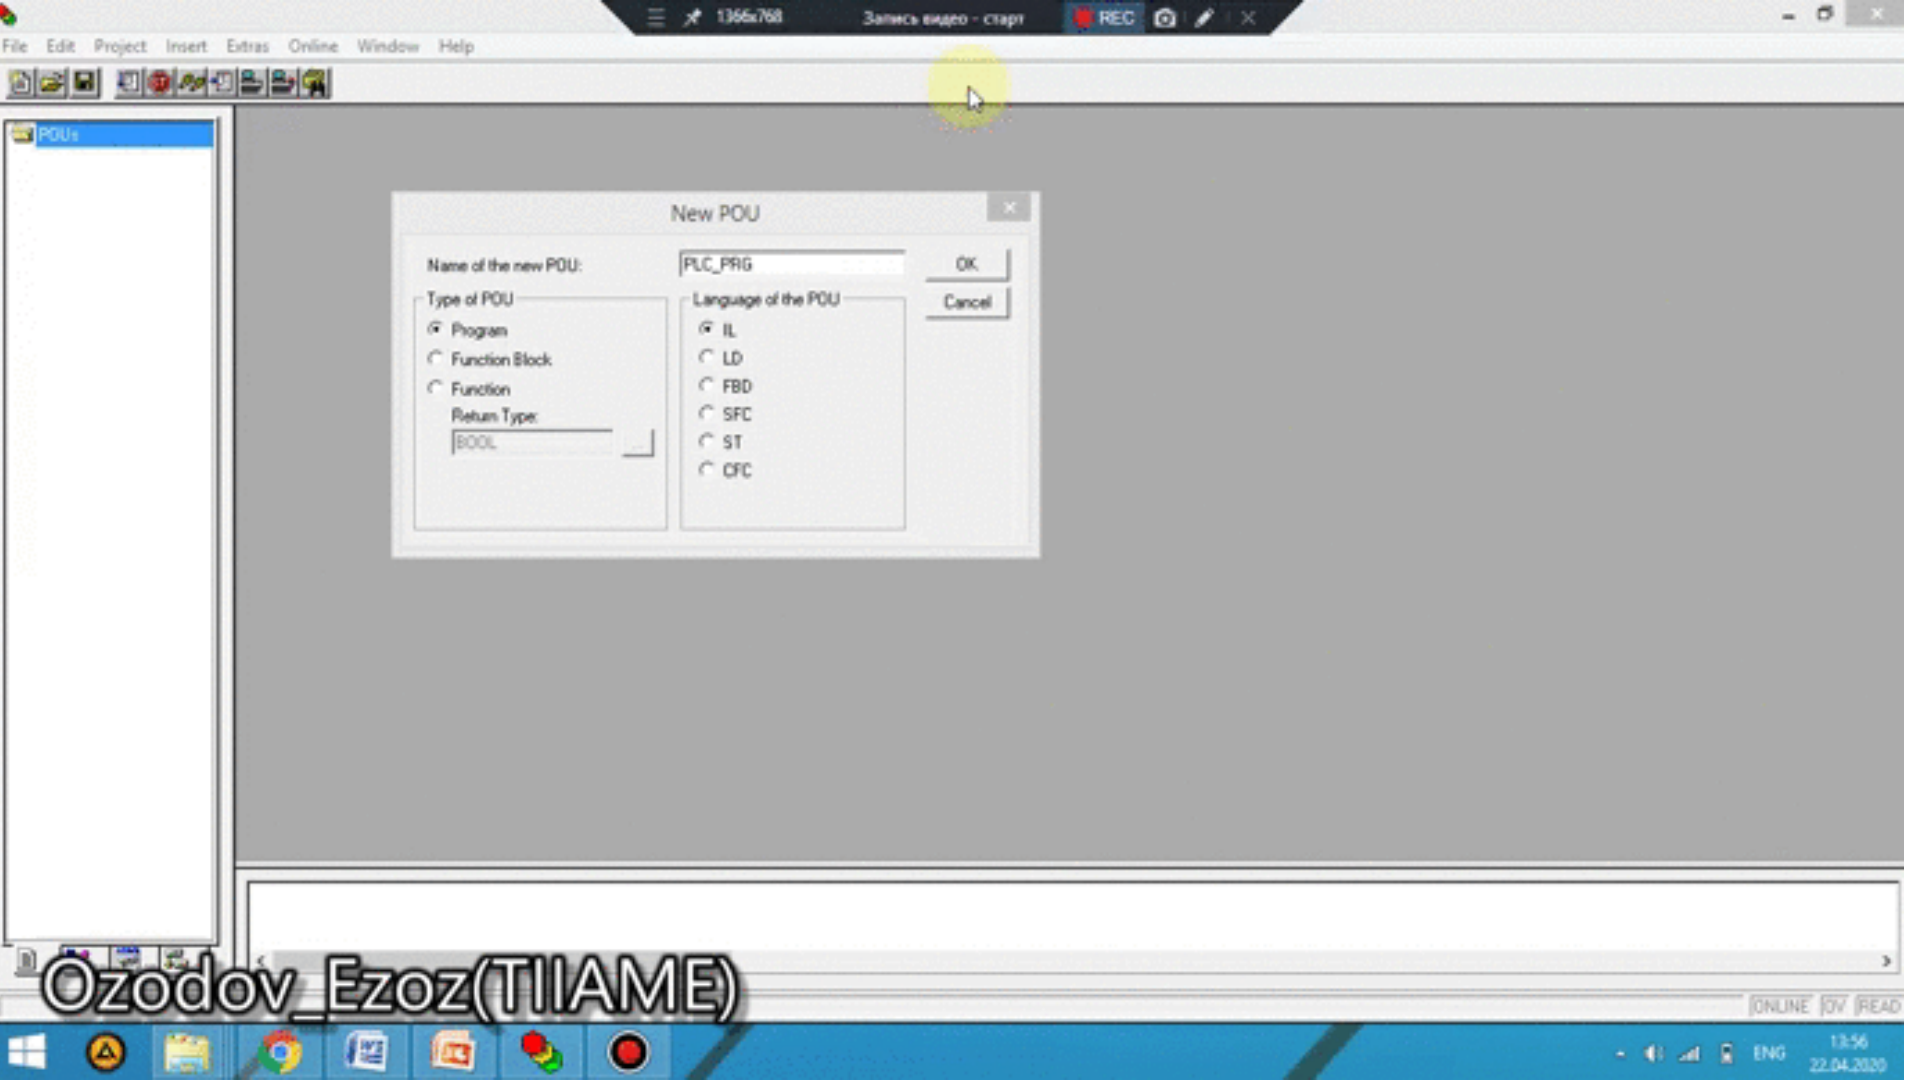 1366x768 Запись видео - старт REC
File Edit Project Insert Extras Online Window Help
POUs
New POU
Name of the new POU: PLC_PRG OK
Type of POU Language of the POU Cancel
Program IL
Function Block LD
Function FBD
Return Type: SFC
BOOL ... ST
CFC
Ozodov_Ezoz(TIIAME)
ONLINE OV READ
ENG 13:56
22.04.2020